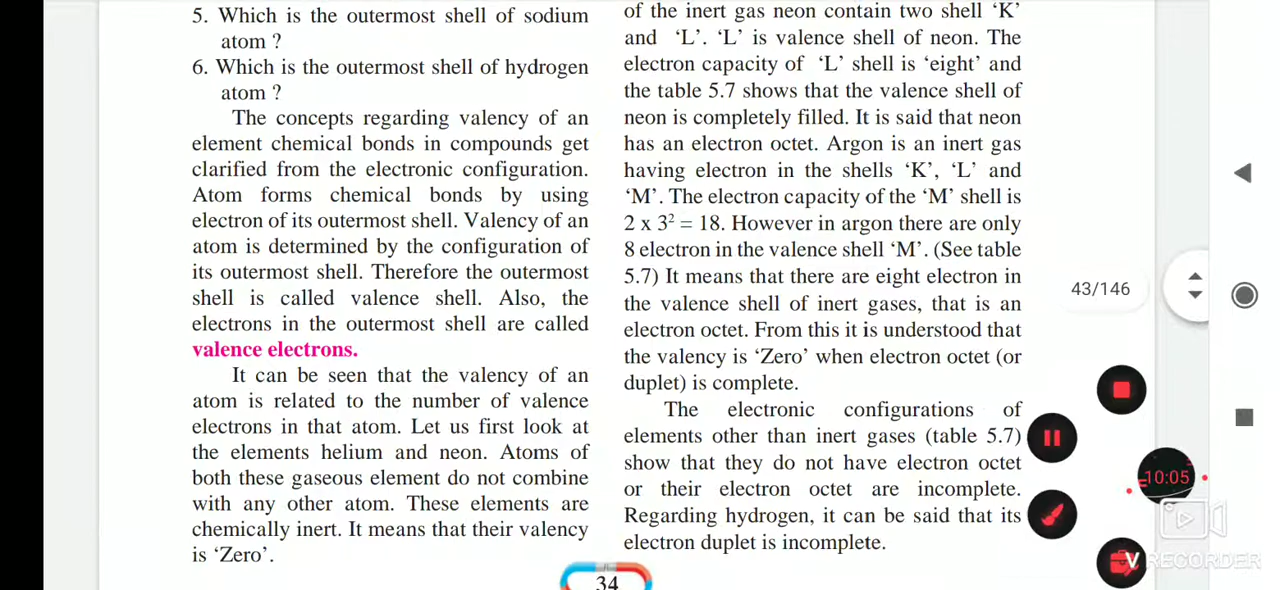 5. Which is the outermost shell of sodium
atom ?
6. Which is the outermost shell of hydrogen
atom ?
The concepts regarding valency of an
element chemical bonds in compounds get
clarified from the electronic configuration.
Atom forms chemical bonds by using
electron of its outermost shell. Valency of an
atom is determined by the configuration of
its outermost shell. Therefore the outermost
shell is called valence shell. Also, the
electrons in the outermost shell are called
valence electrons.
It can be seen that the valency of an
atom is related to the number of valence
electrons in that atom. Let us first look at
the elements helium and neon. Atoms of
both these gaseous element do not combine
with any other atom. These elements are
chemically inert. It means that their valency
is ‘Zero’.
of the inert gas neon contain two shell ‘K’
and ‘L’. ‘L’ is valence shell of neon. The
electron capacity of ‘L’ shell is ‘eight’ and
the table 5.7 shows that the valence shell of
neon is completely filled. It is said that neon
has an electron octet. Argon is an inert gas
having electron in the shells ‘K’, ‘L’ and
‘M’. The electron capacity of the ‘M’ shell is
2 x 3² = 18. However in argon there are only
8 electron in the valence shell ‘M’. (See table
5.7) It means that there are eight electron in
the valence shell of inert gases, that is an
electron octet. From this it is understood that
the valency is ‘Zero’ when electron octet (or
duplet) is complete.
The electronic configurations of
elements other than inert gases (table 5.7)
show that they do not have electron octet
or their electron octet are incomplete.
Regarding hydrogen, it can be said that its
electron duplet is incomplete.
34
43/146
10:05
V RECORDER